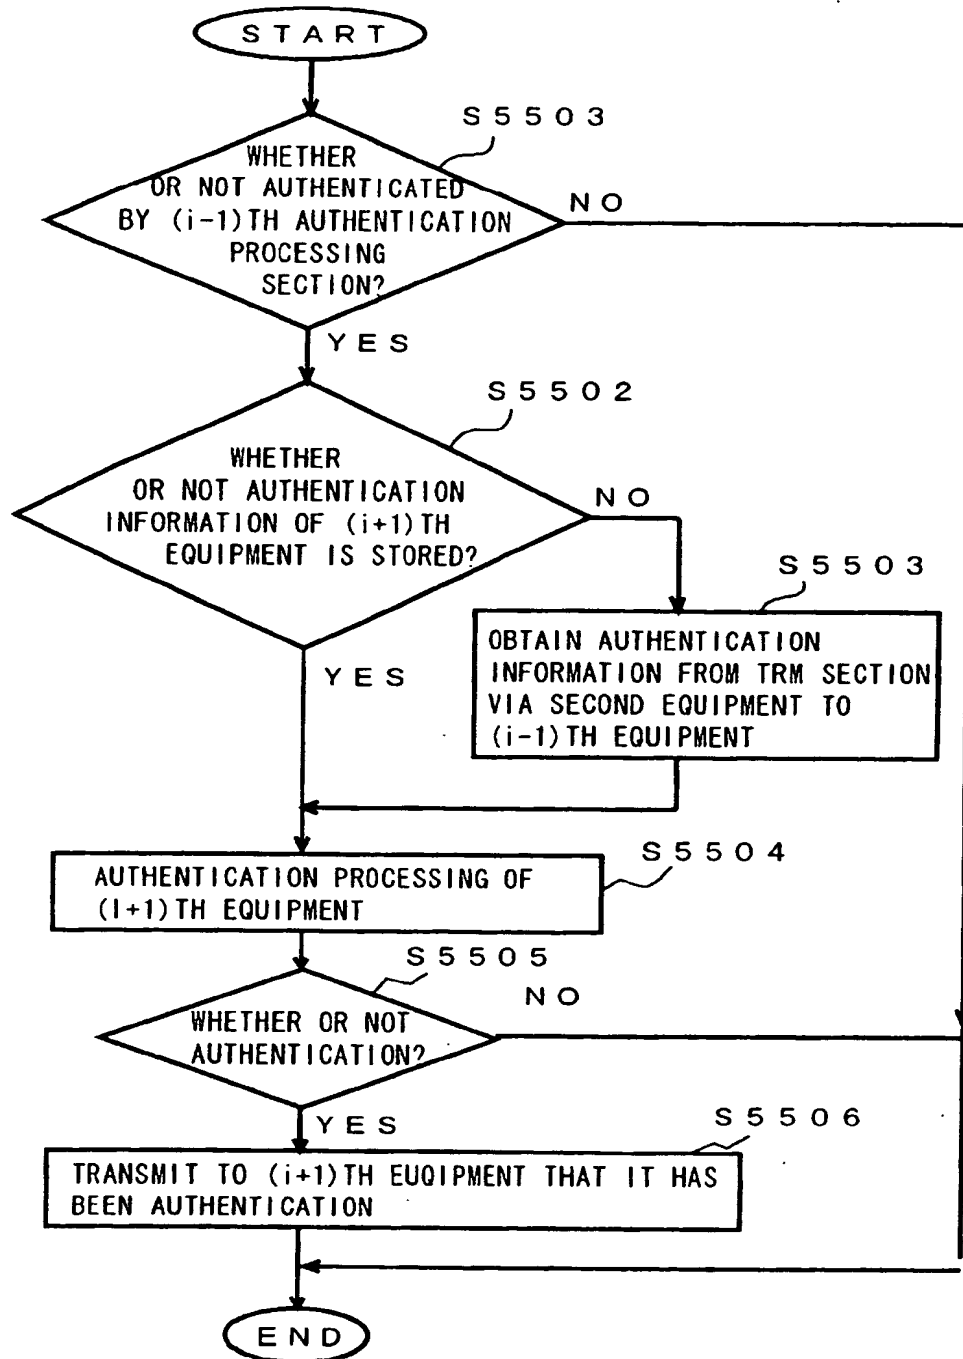 START
S5503
WHETHER
OR NOT AUTHENTICATED
BY (i-1)TH AUTHENTICATION
PROCESSING
SECTION?
NO
YES
S5502
WHETHER
OR NOT AUTHENTICATION
INFORMATION OF (i+1)TH
EQUIPMENT IS STORED?
NO
S5503
OBTAIN AUTHENTICATION
INFORMATION FROM TRM SECTION
VIA SECOND EQUIPMENT TO
(i-1)TH EQUIPMENT
YES
S5504
AUTHENTICATION PROCESSING OF
(I+1)TH EQUIPMENT
S5505
NO
WHETHER OR NOT
AUTHENTICATION?
YES
S5506
TRANSMIT TO (i+1)TH EUQIPMENT THAT IT HAS
BEEN AUTHENTICATION
END